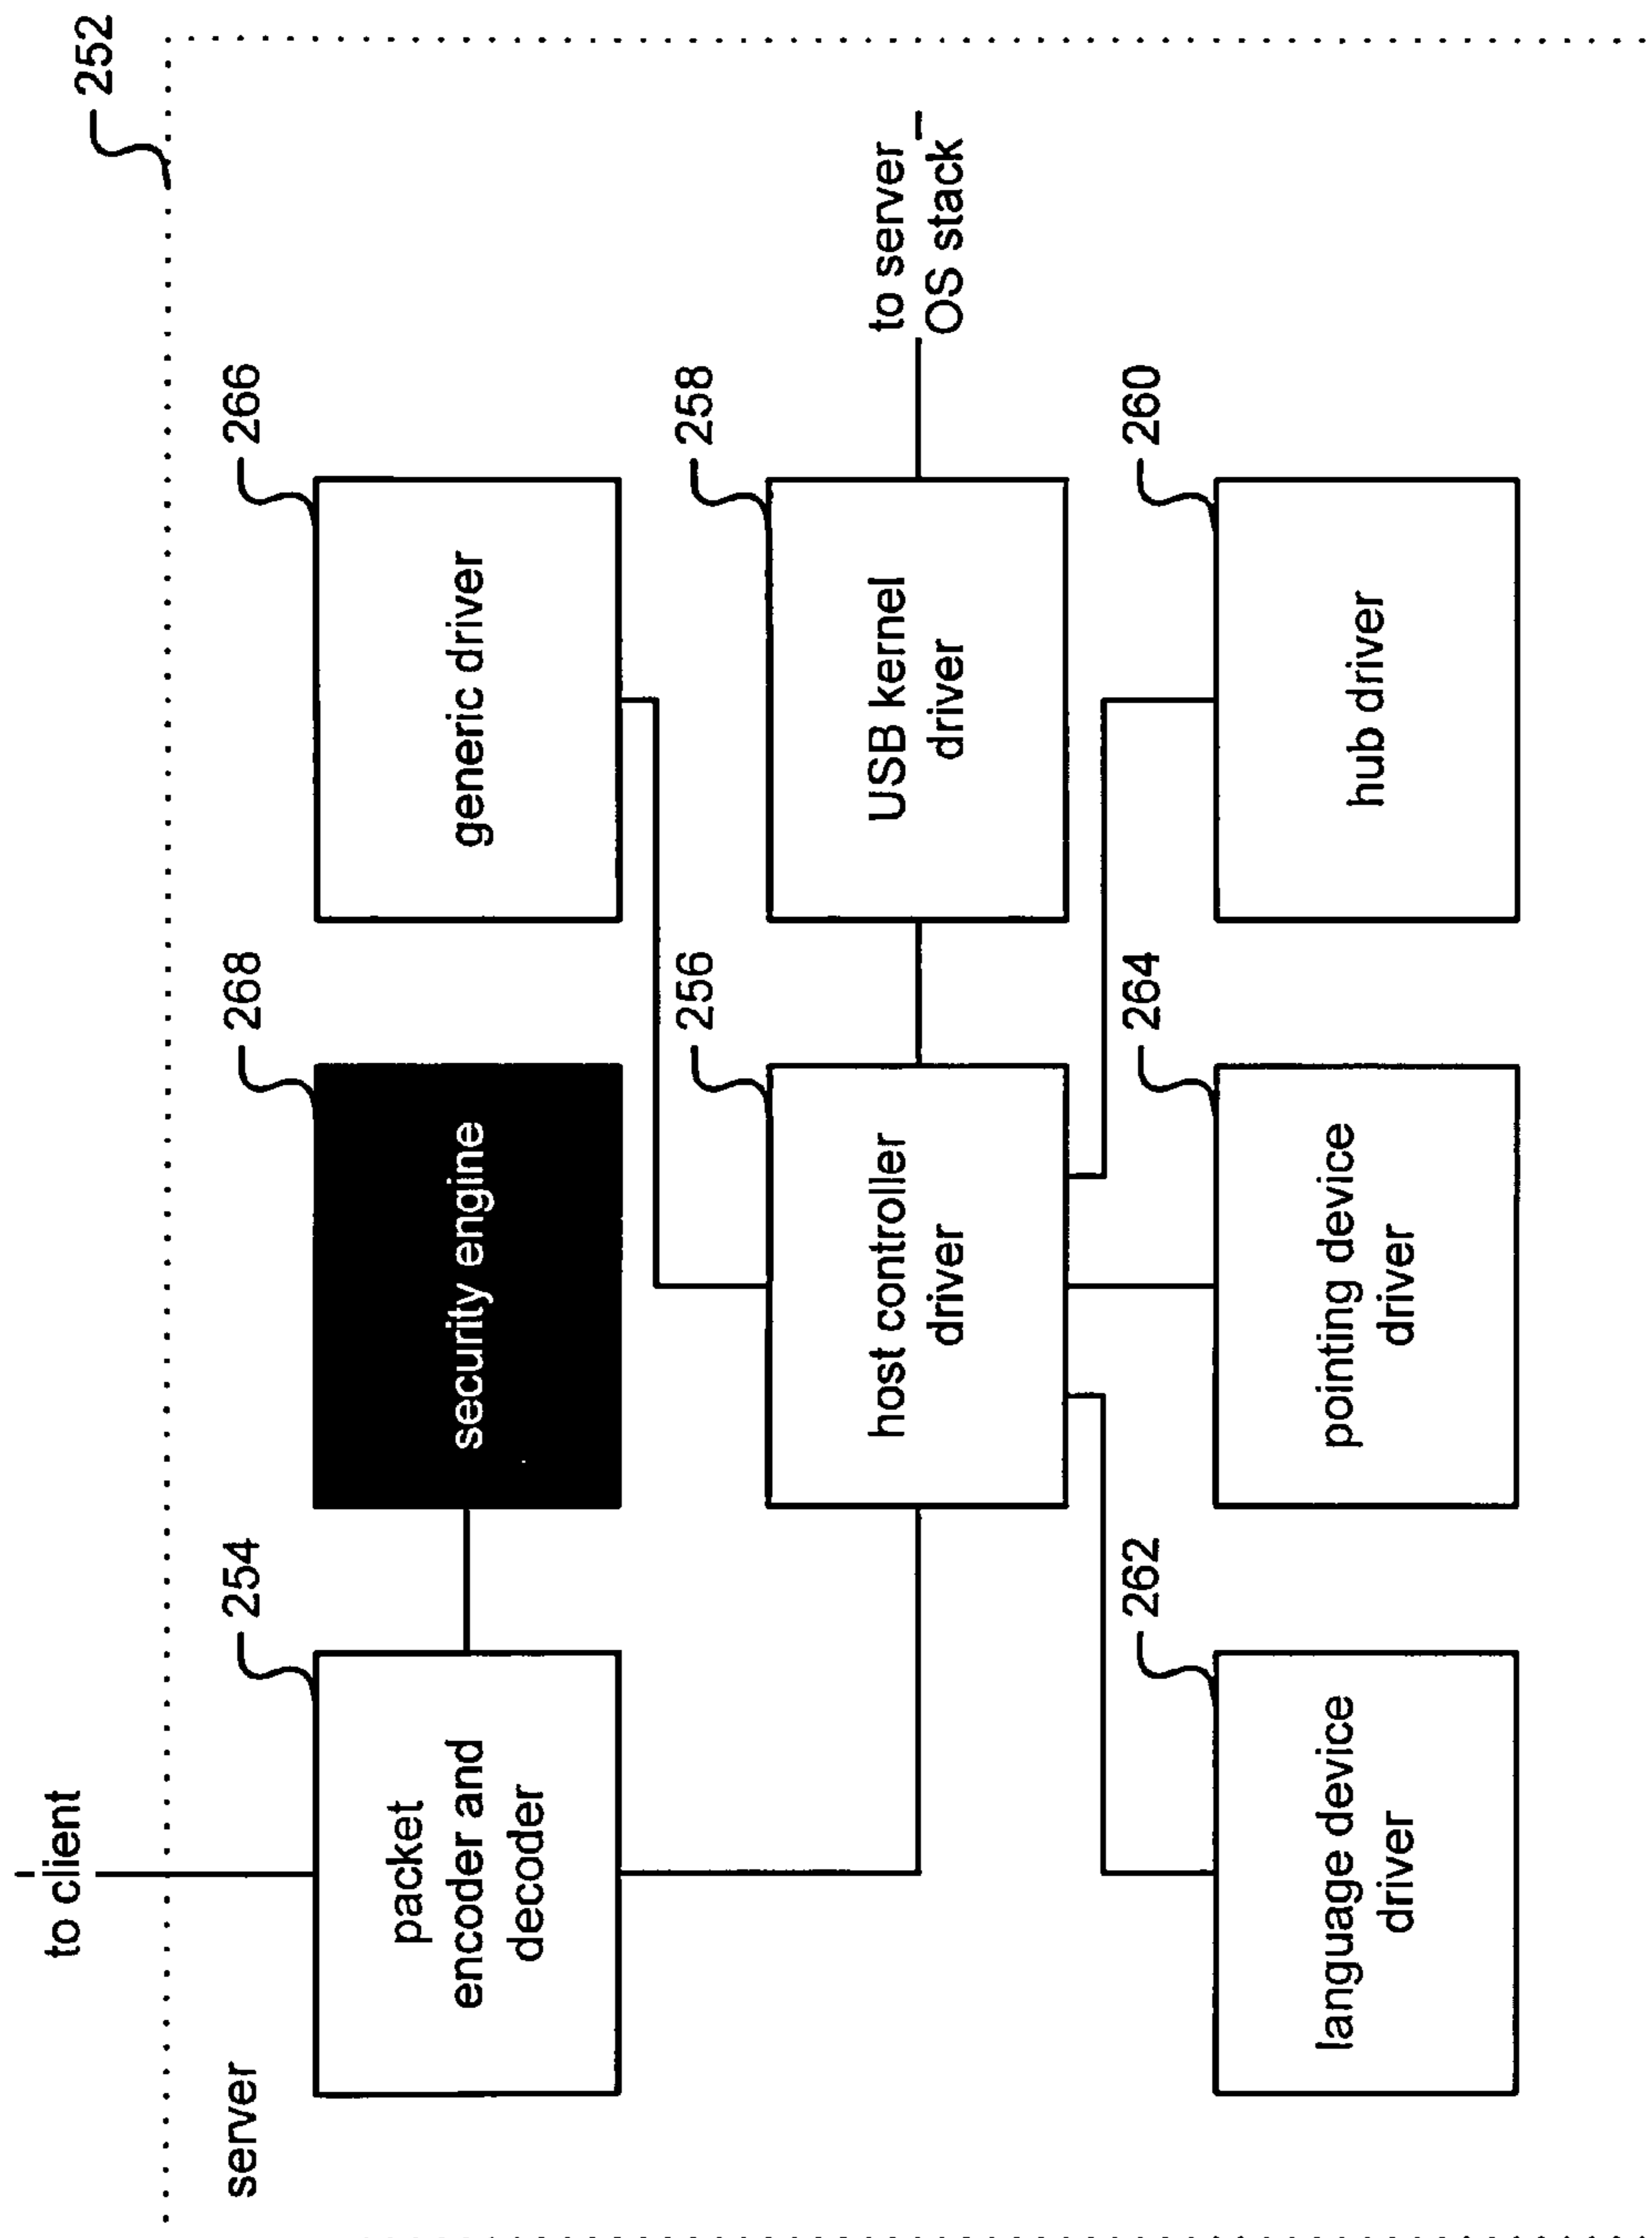 to client
252
server
254
268
266
packet
encoder and
decoder
security engine
generic driver
256
258
host controller
driver
USB kernel
driver
to server
OS stack
262
264
260
language device
driver
pointing device
driver
hub driver